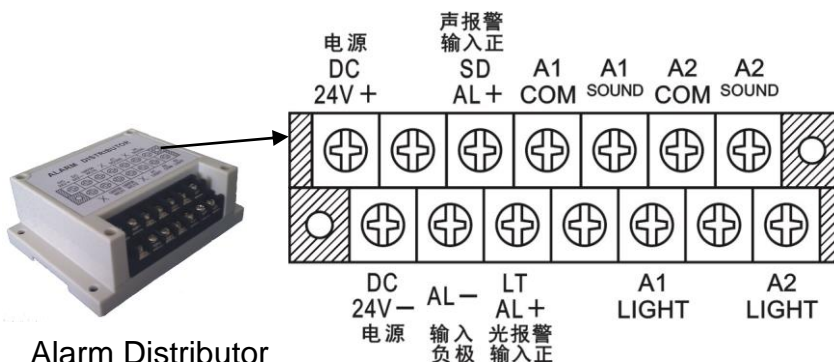 电源
DC
24V +
声报警
输入正
SD
AL +
A1
COM
A1
SOUND
A2
COM
A2
SOUND
ALARM DISTRIBUTOR
DC
24V -
电源
AL -
输入
负极
LT
AL +
光报警
输入正
A1
LIGHT
A2
LIGHT
Alarm Distributor